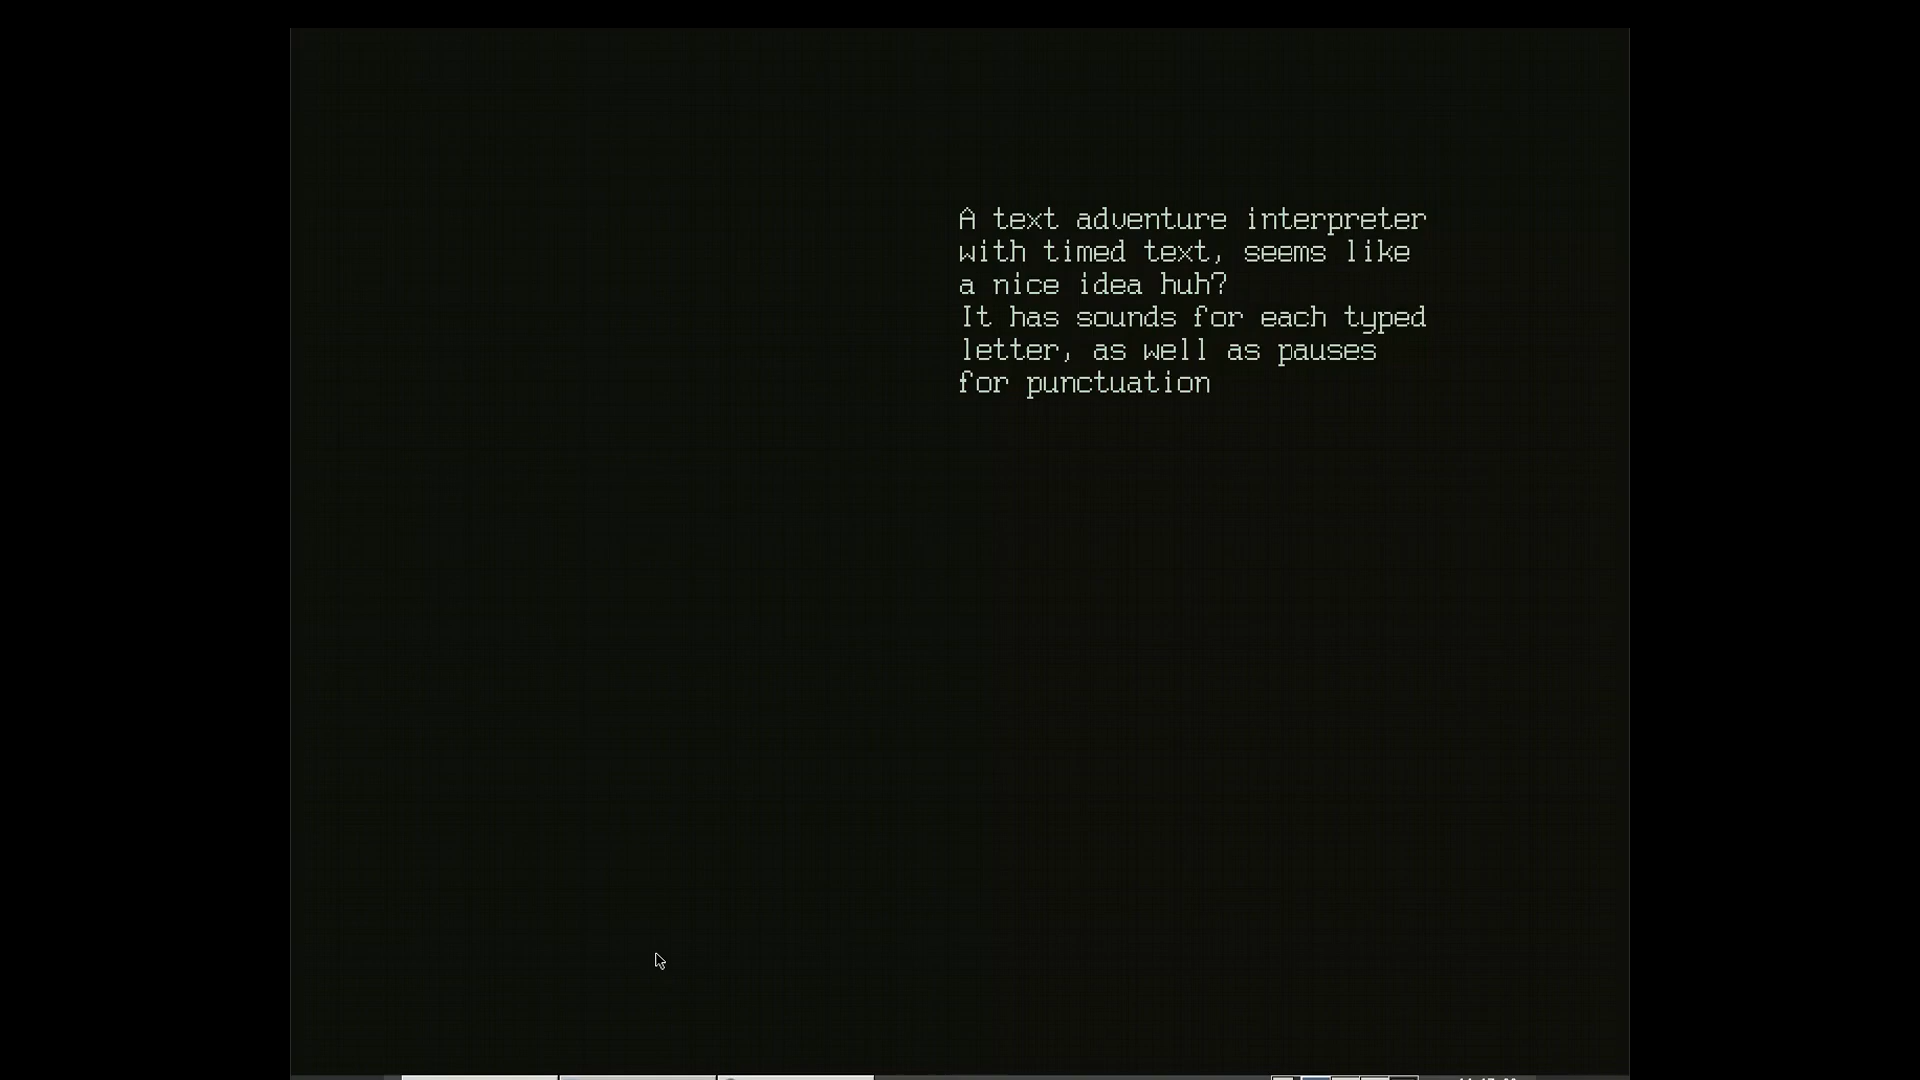 A text adventure interpreter
with timed text, seems like
a nice idea huh?
It has sounds for each typed
letter, as well as pauses
for punctuation